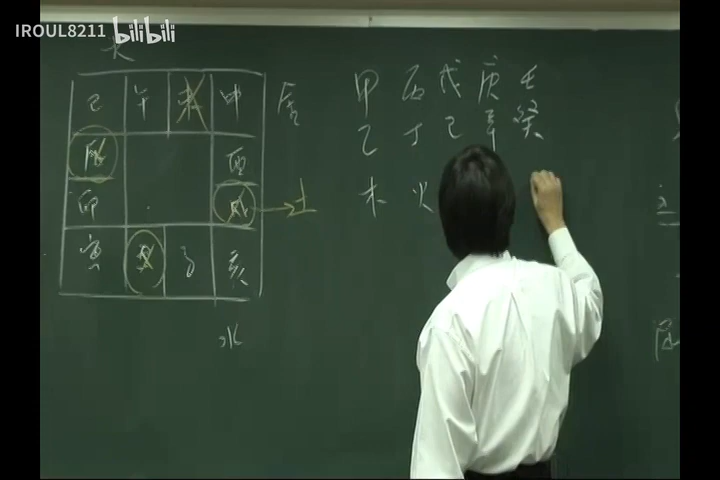 IROUL8211 bilibili
巳 午 未 申
甲 丙 戊 庚 壬
乙 丁 己 辛 癸
辰 酉
卯 戌 土
木 火
寅 丑 子 亥
水